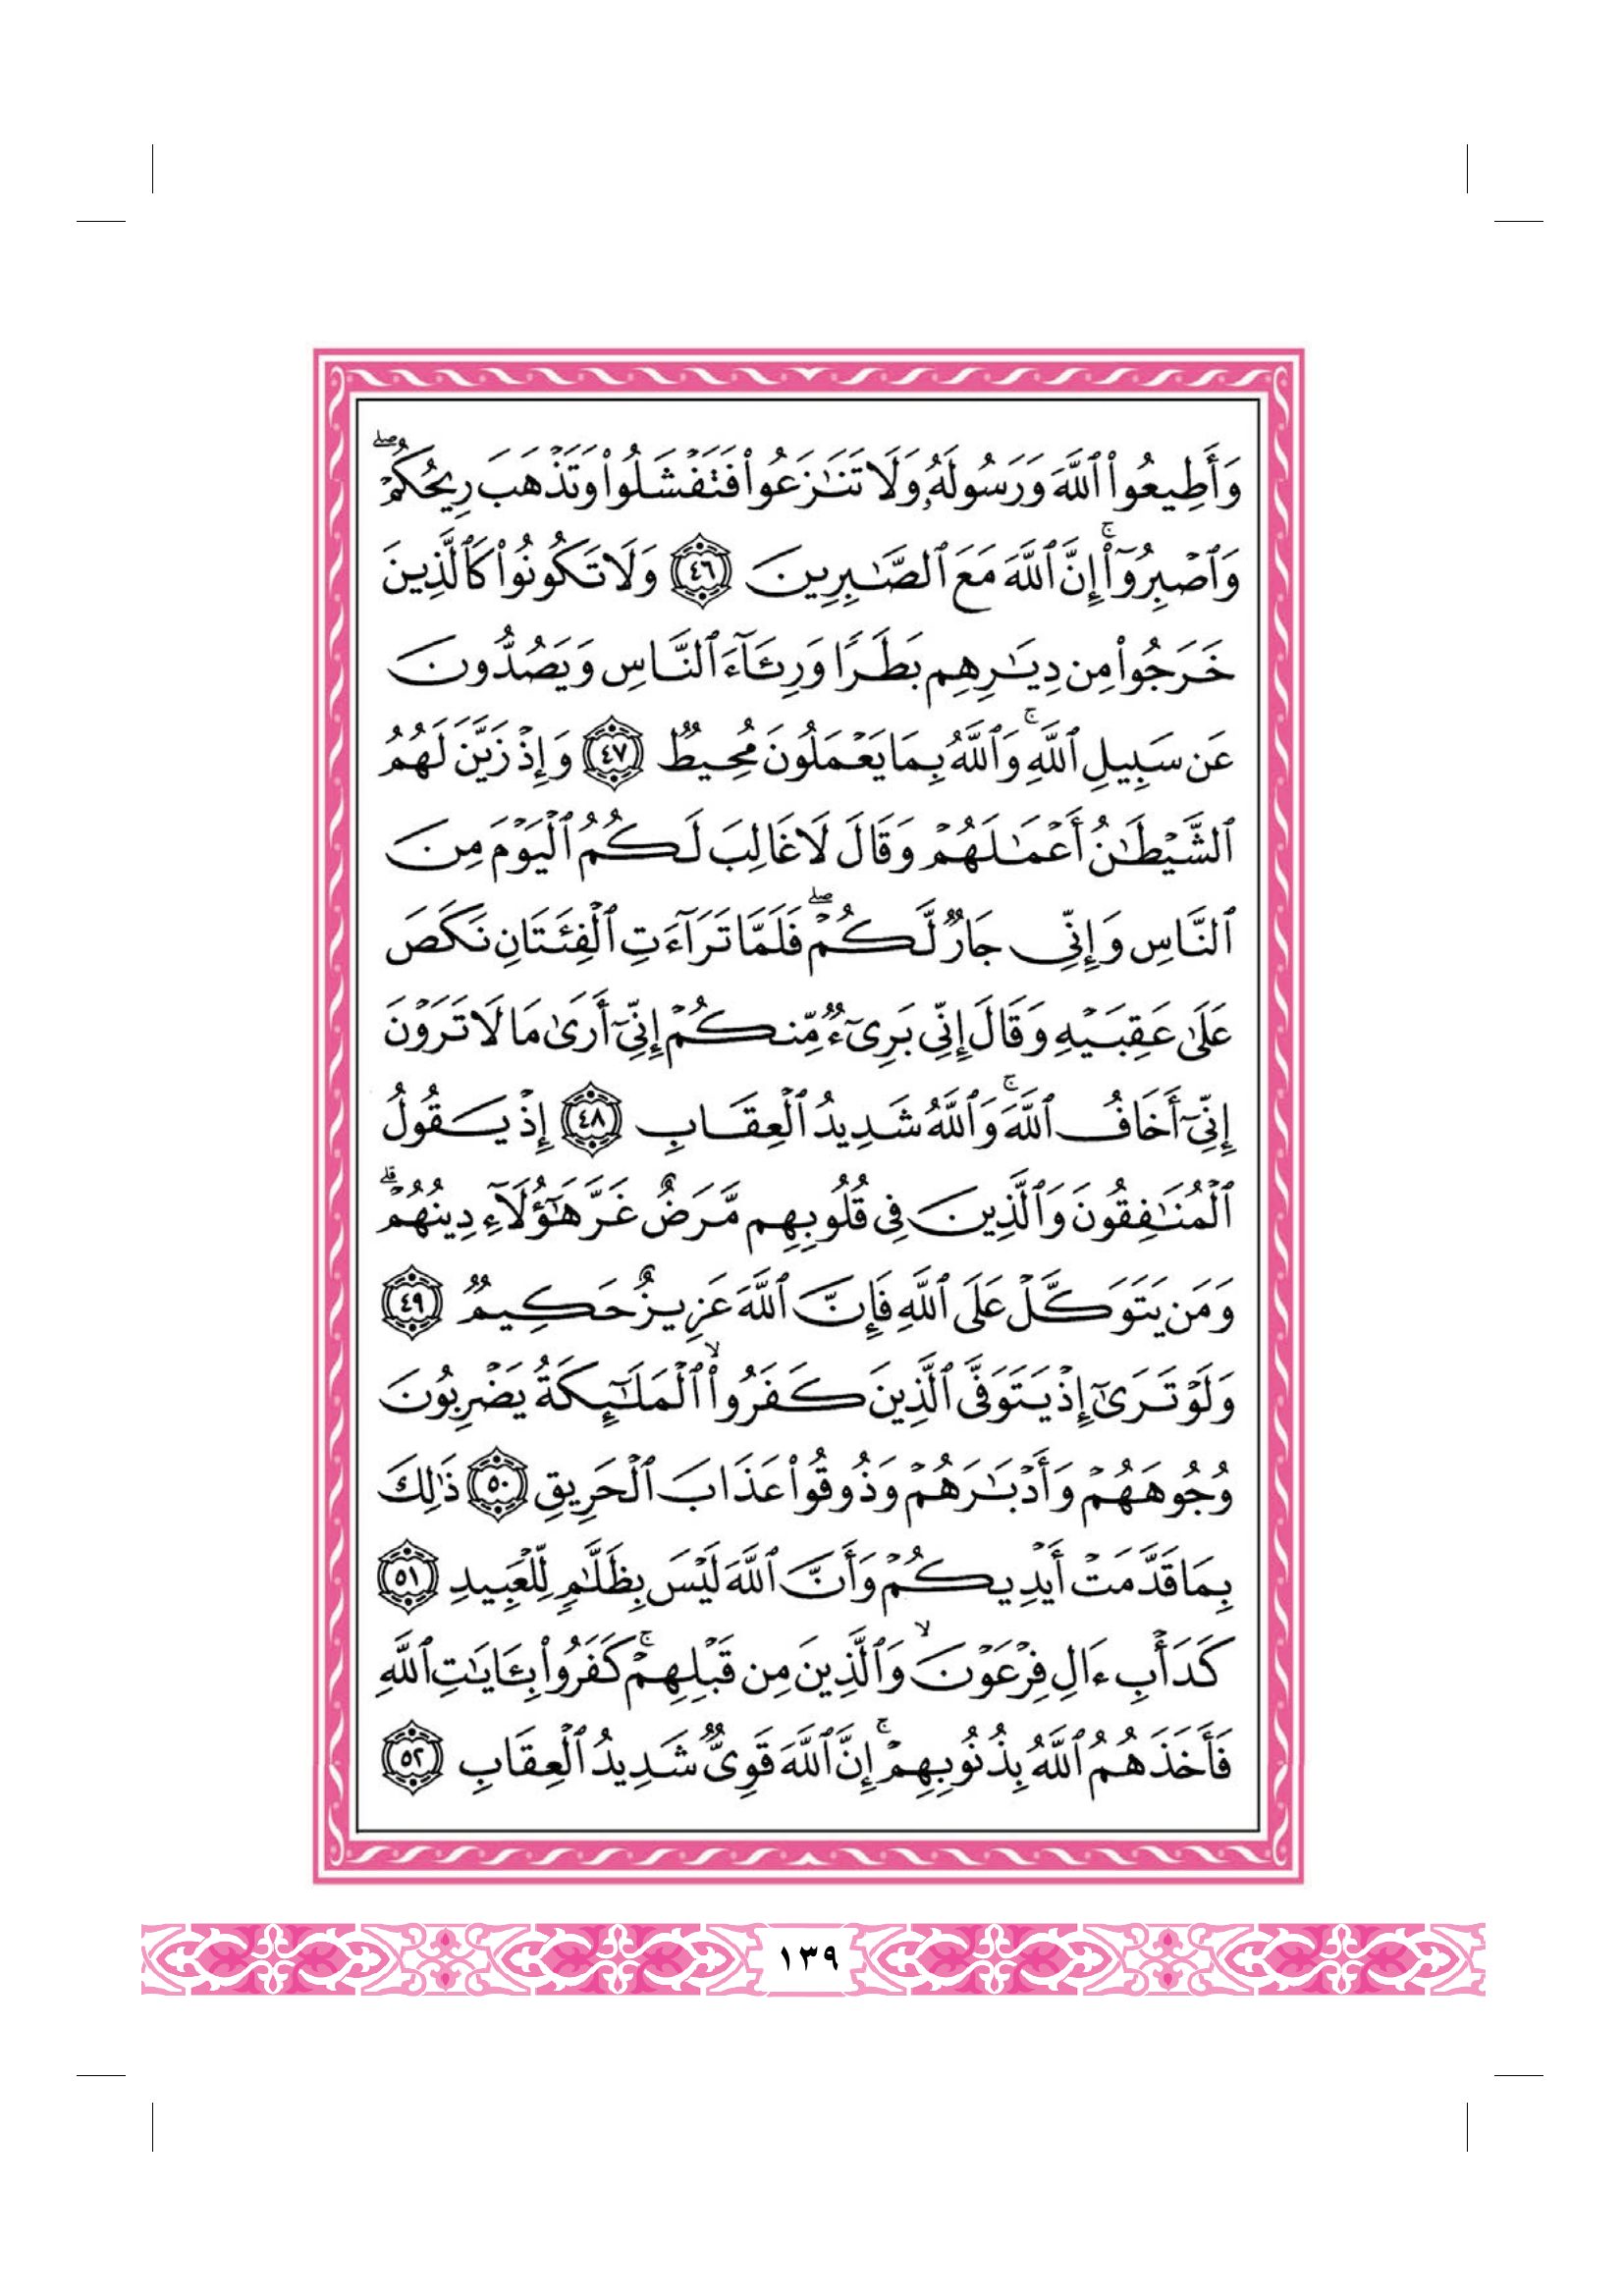 وَأَطِيعُوا۟ ٱللَّهَ وَرَسُولَهُۥ وَلَا تَنَـٰزَعُوا۟ فَتَفْشَلُوا۟ وَتَذْهَبَ رِيحُكُمْ ۖ
وَٱصْبِرُوٓا۟ ۚ إِنَّ ٱللَّهَ مَعَ ٱلصَّـٰبِرِينَ ٤٦ وَلَا تَكُونُوا۟ كَٱلَّذِينَ
خَرَجُوا۟ مِن دِيَـٰرِهِم بَطَرًا وَرِئَآءَ ٱلنَّاسِ وَيَصُدُّونَ
عَن سَبِيلِ ٱللَّهِ ۚ وَٱللَّهُ بِمَا يَعْمَلُونَ مُحِيطٌ ٤٧ وَإِذْ زَيَّنَ لَهُمُ
ٱلشَّيْطَـٰنُ أَعْمَـٰلَهُمْ وَقَالَ لَا غَالِبَ لَكُمُ ٱلْيَوْمَ مِنَ
ٱلنَّاسِ وَإِنِّى جَارٌ لَّكُمْ ۖ فَلَمَّا تَرَآءَتِ ٱلْفِئَتَانِ نَكَصَ
عَلَىٰ عَقِبَيْهِ وَقَالَ إِنِّى بَرِىٓءٌ مِّنكُمْ إِنِّىٓ أَرَىٰ مَا لَا تَرَوْنَ
إِنِّىٓ أَخَافُ ٱللَّهَ ۚ وَٱللَّهُ شَدِيدُ ٱلْعِقَابِ ٤٨ إِذْ يَقُولُ
ٱلْمُنَـٰفِقُونَ وَٱلَّذِينَ فِى قُلُوبِهِم مَّرَضٌ غَرَّ هَـٰٓؤُلَآءِ دِينُهُمْ ۗ
وَمَن يَتَوَكَّلْ عَلَى ٱللَّهِ فَإِنَّ ٱللَّهَ عَزِيزٌ حَكِيمٌ ٤٩
وَلَوْ تَرَىٰٓ إِذْ يَتَوَفَّى ٱلَّذِينَ كَفَرُوا۟ ۙ ٱلْمَلَـٰٓئِكَةُ يَضْرِبُونَ
وُجُوهَهُمْ وَأَدْبَـٰرَهُمْ وَذُوقُوا۟ عَذَابَ ٱلْحَرِيقِ ٥٠ ذَٰلِكَ
بِمَا قَدَّمَتْ أَيْدِيكُمْ وَأَنَّ ٱللَّهَ لَيْسَ بِظَلَّـٰمٍ لِّلْعَبِيدِ ٥١
كَدَأْبِ ءَالِ فِرْعَوْنَ ۙ وَٱلَّذِينَ مِن قَبْلِهِمْ ۚ كَفَرُوا۟ بِـَٔايَـٰتِ ٱللَّهِ
فَأَخَذَهُمُ ٱللَّهُ بِذُنُوبِهِمْ ۚ إِنَّ ٱللَّهَ قَوِىٌّ شَدِيدُ ٱلْعِقَابِ ٥٢
١٣٩